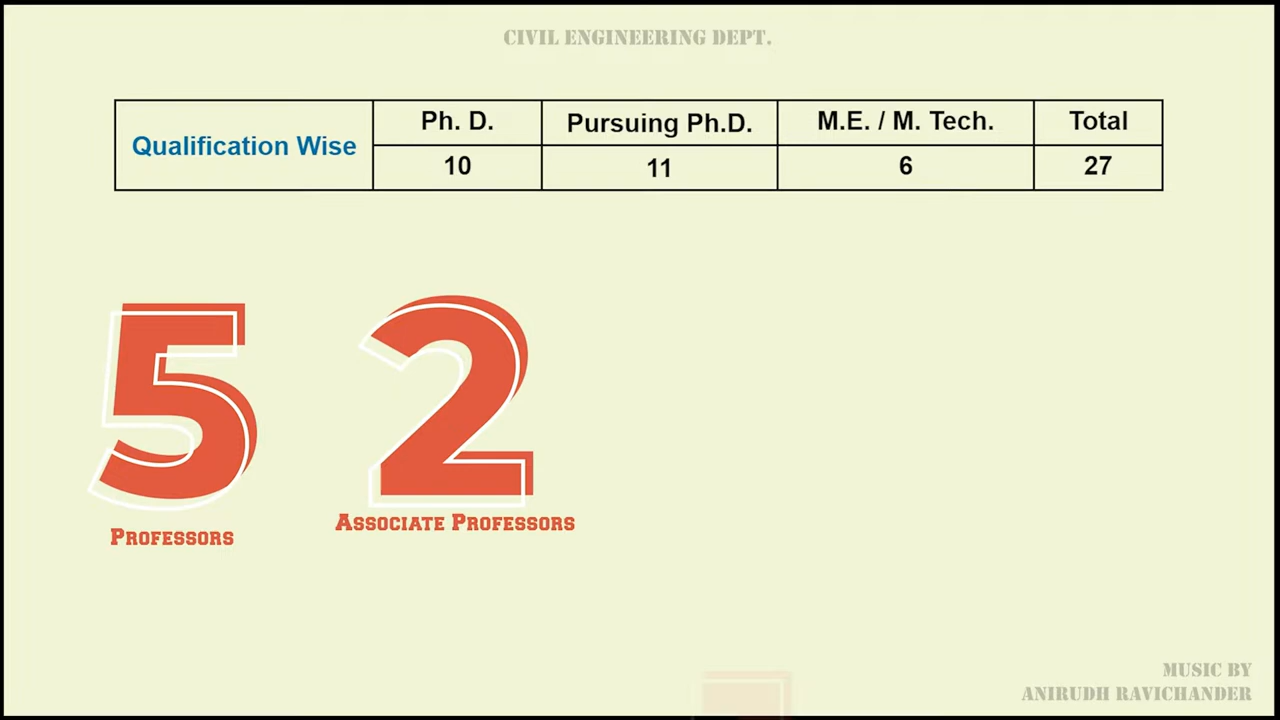 CIVIL ENGINEERING DEPT.
Qualification Wise
Ph. D.
Pursuing Ph.D.
M.E. / M. Tech.
Total
10
11
6
27
5
2
Professors
Associate Professors
MUSIC BY
ANIRUDH RAVICHANDER